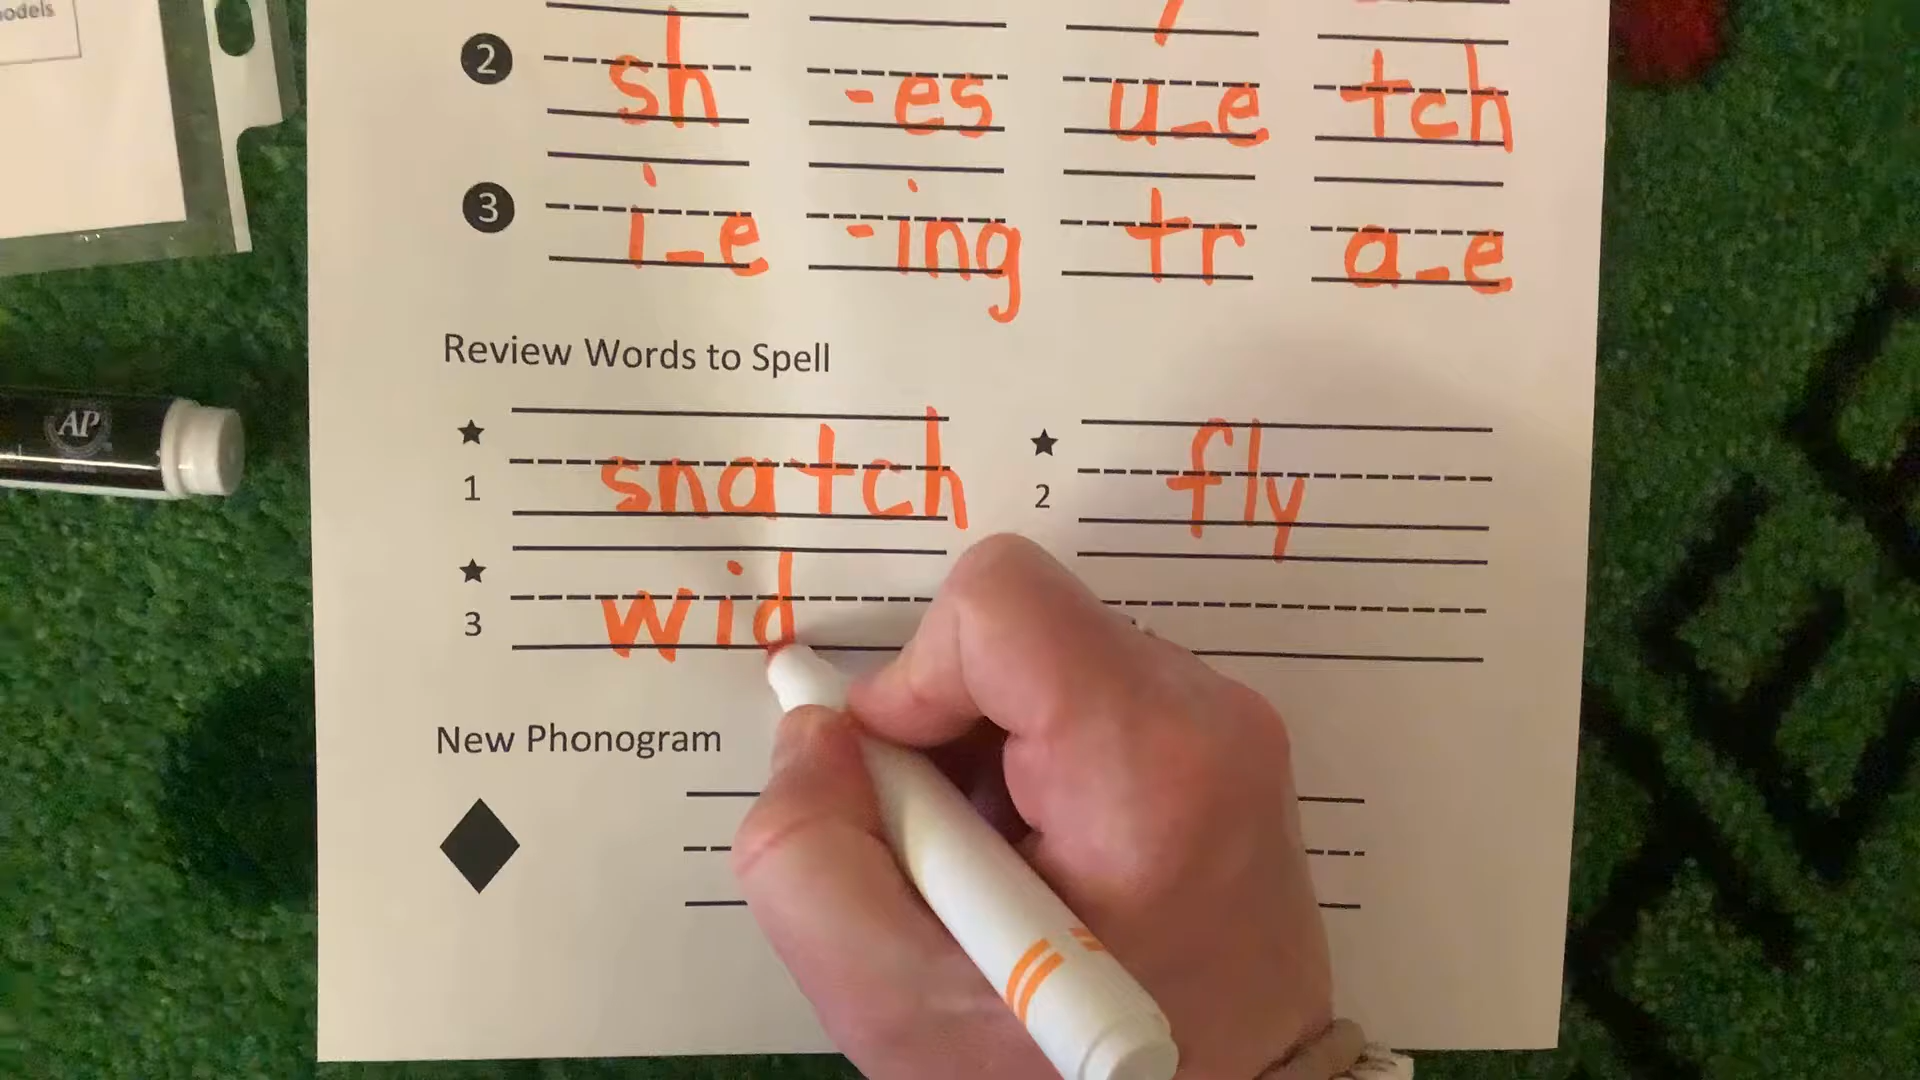 odels
2 sh -es u_e tch
3 i_e -ing tr a_e
Review Words to Spell
1 snatch 2 fly
3 wid
New Phonogram
AP